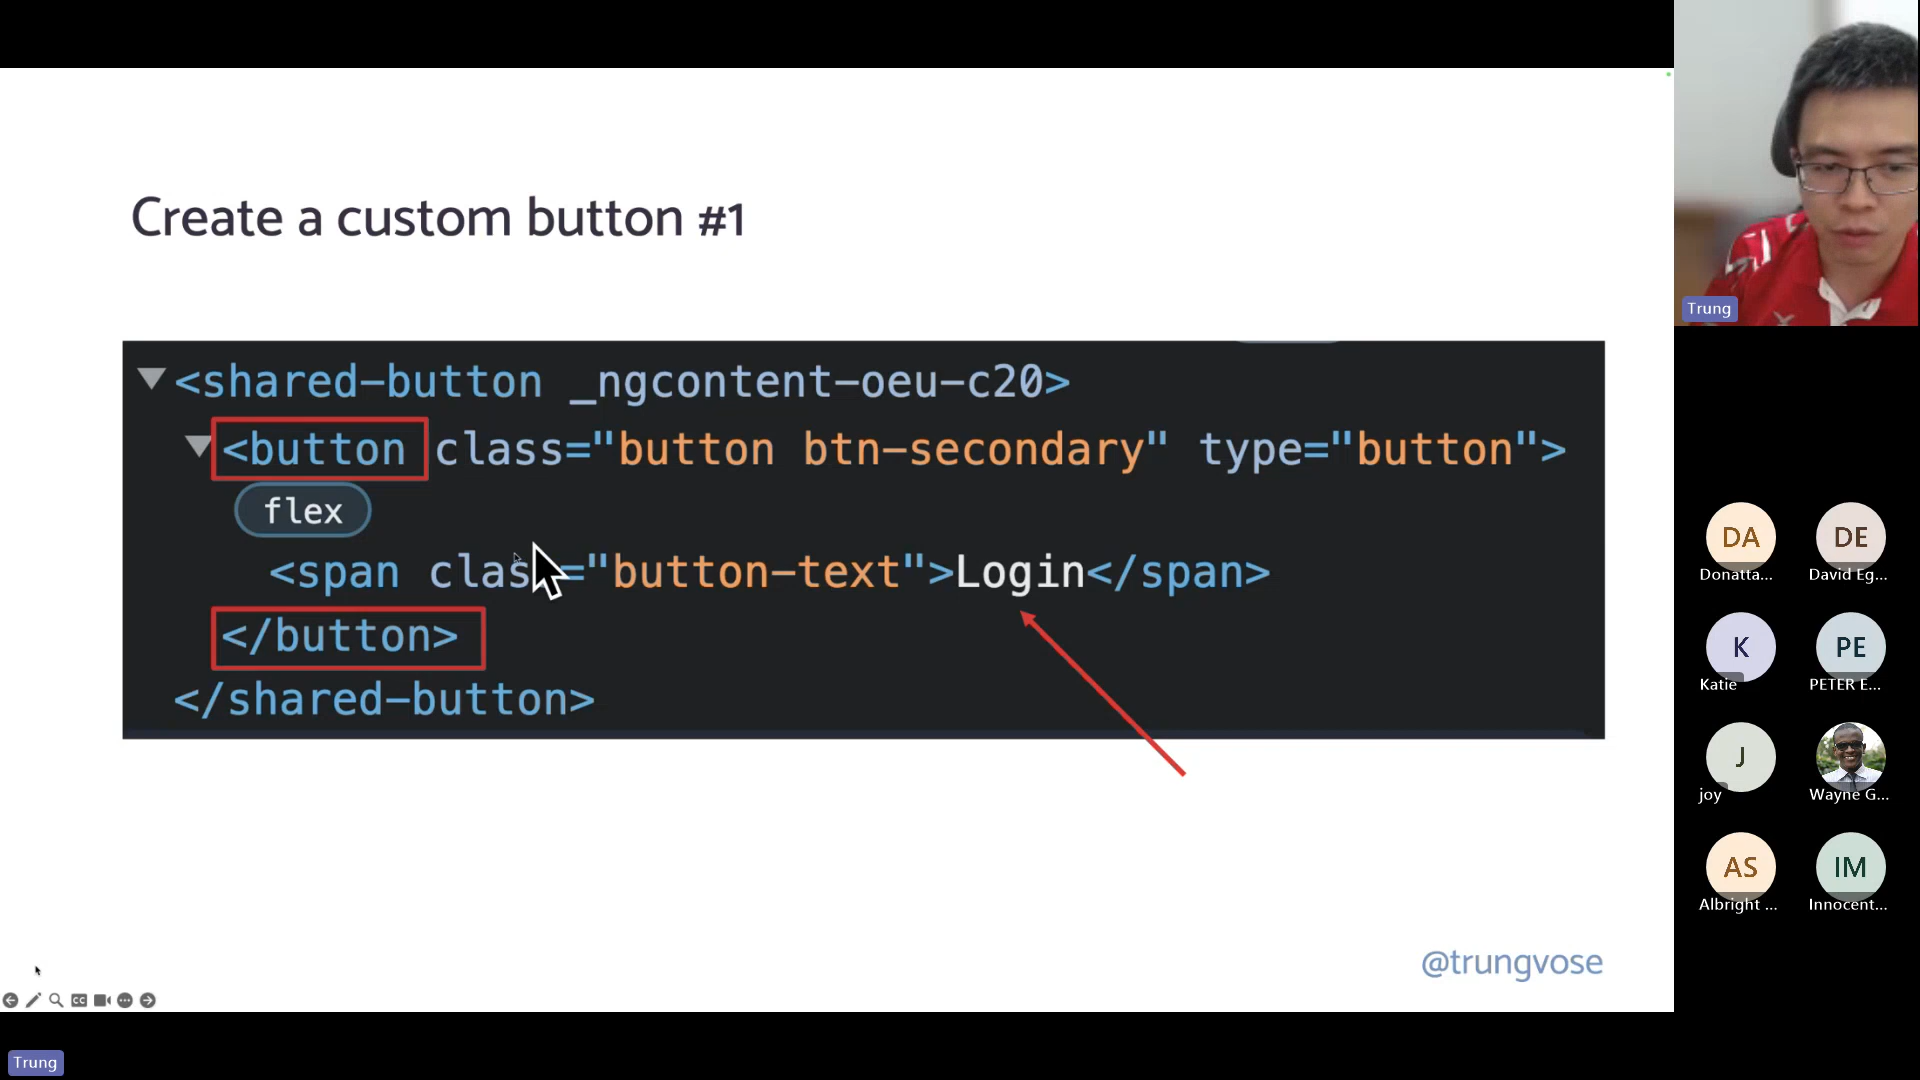 Create a custom button #1
<shared-button _ngcontent-oeu-c20>
<button class="button btn-secondary" type="button">
flex
<span class="button-text">Login</span>
</button>
</shared-button>
@trungvose
Trung
DA
Donatta...
DE
David Eg...
K
Katie
PE
PETER E...
J
joy
Wayne G...
AS
Albright ...
IM
Innocent...
CC
Trung